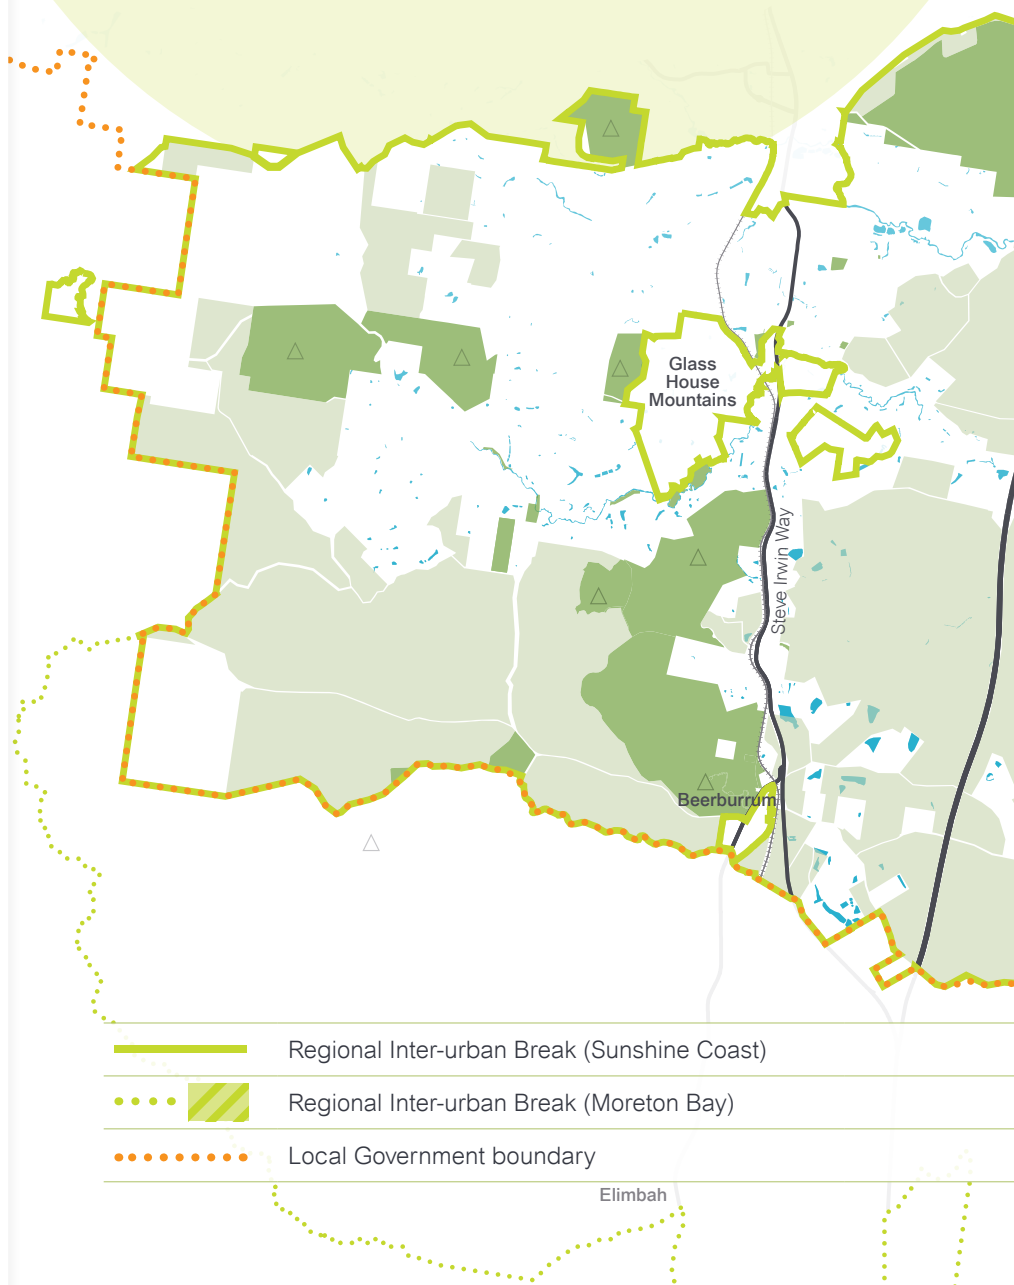 Glass
House
Mountains
Steve Irwin Way
Beerburrum
Regional Inter-urban Break (Sunshine Coast)
Regional Inter-urban Break (Moreton Bay)
Local Government boundary
Elimbah